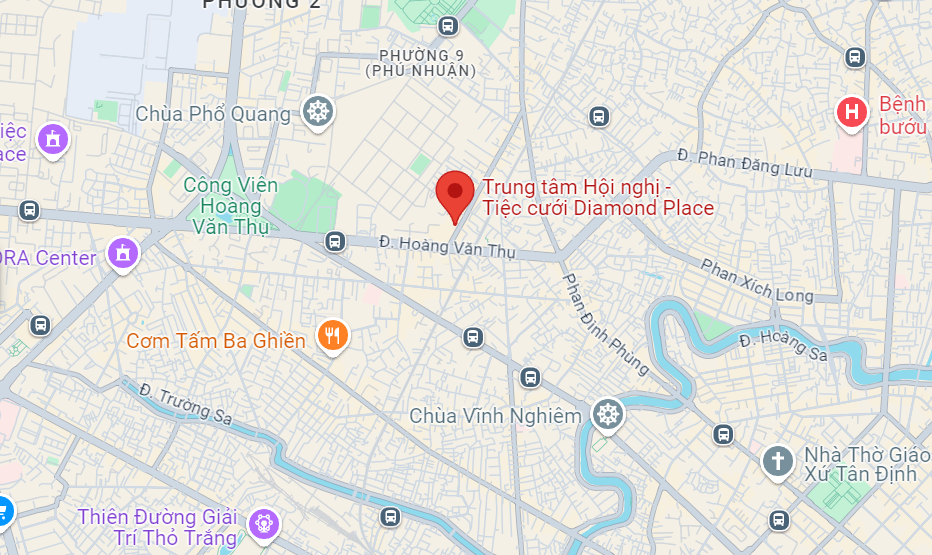 PHƯỜNG 2
PHƯỜNG 9
(PHÚ NHUẬN)
Chùa Phổ Quang
Bệnh
bướu
iệc
ace
Đ. Phan Đăng Lưu
Công Viên
Hoàng
Văn Thụ
Trung tâm Hội nghị -
Tiệc cưới Diamond Place
Đ. Hoàng Văn Thụ
ORA Center
Phan Xích Long
Phan Đình Phùng
Cơm Tấm Ba Ghiền
Đ. Hoàng Sa
Đ. Trường Sa
Chùa Vĩnh Nghiêm
Nhà Thờ Giáo
Xứ Tân Định
Thiên Đường Giải
Trí Thỏ Trắng
H